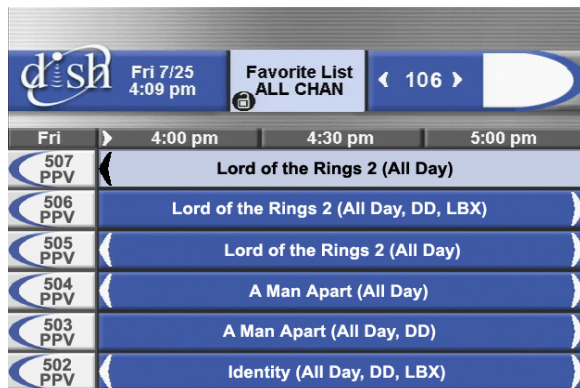 dish
Fri 7/25
4:09 pm
Favorite List
ALL CHAN
106
Fri 4:00 pm 4:30 pm 5:00 pm
507
PPV
Lord of the Rings 2 (All Day)
506
PPV
Lord of the Rings 2 (All Day, DD, LBX)
505
PPV
Lord of the Rings 2 (All Day)
504
PPV
A Man Apart (All Day)
503
PPV
A Man Apart (All Day, DD)
502
PPV
Identity (All Day, DD, LBX)